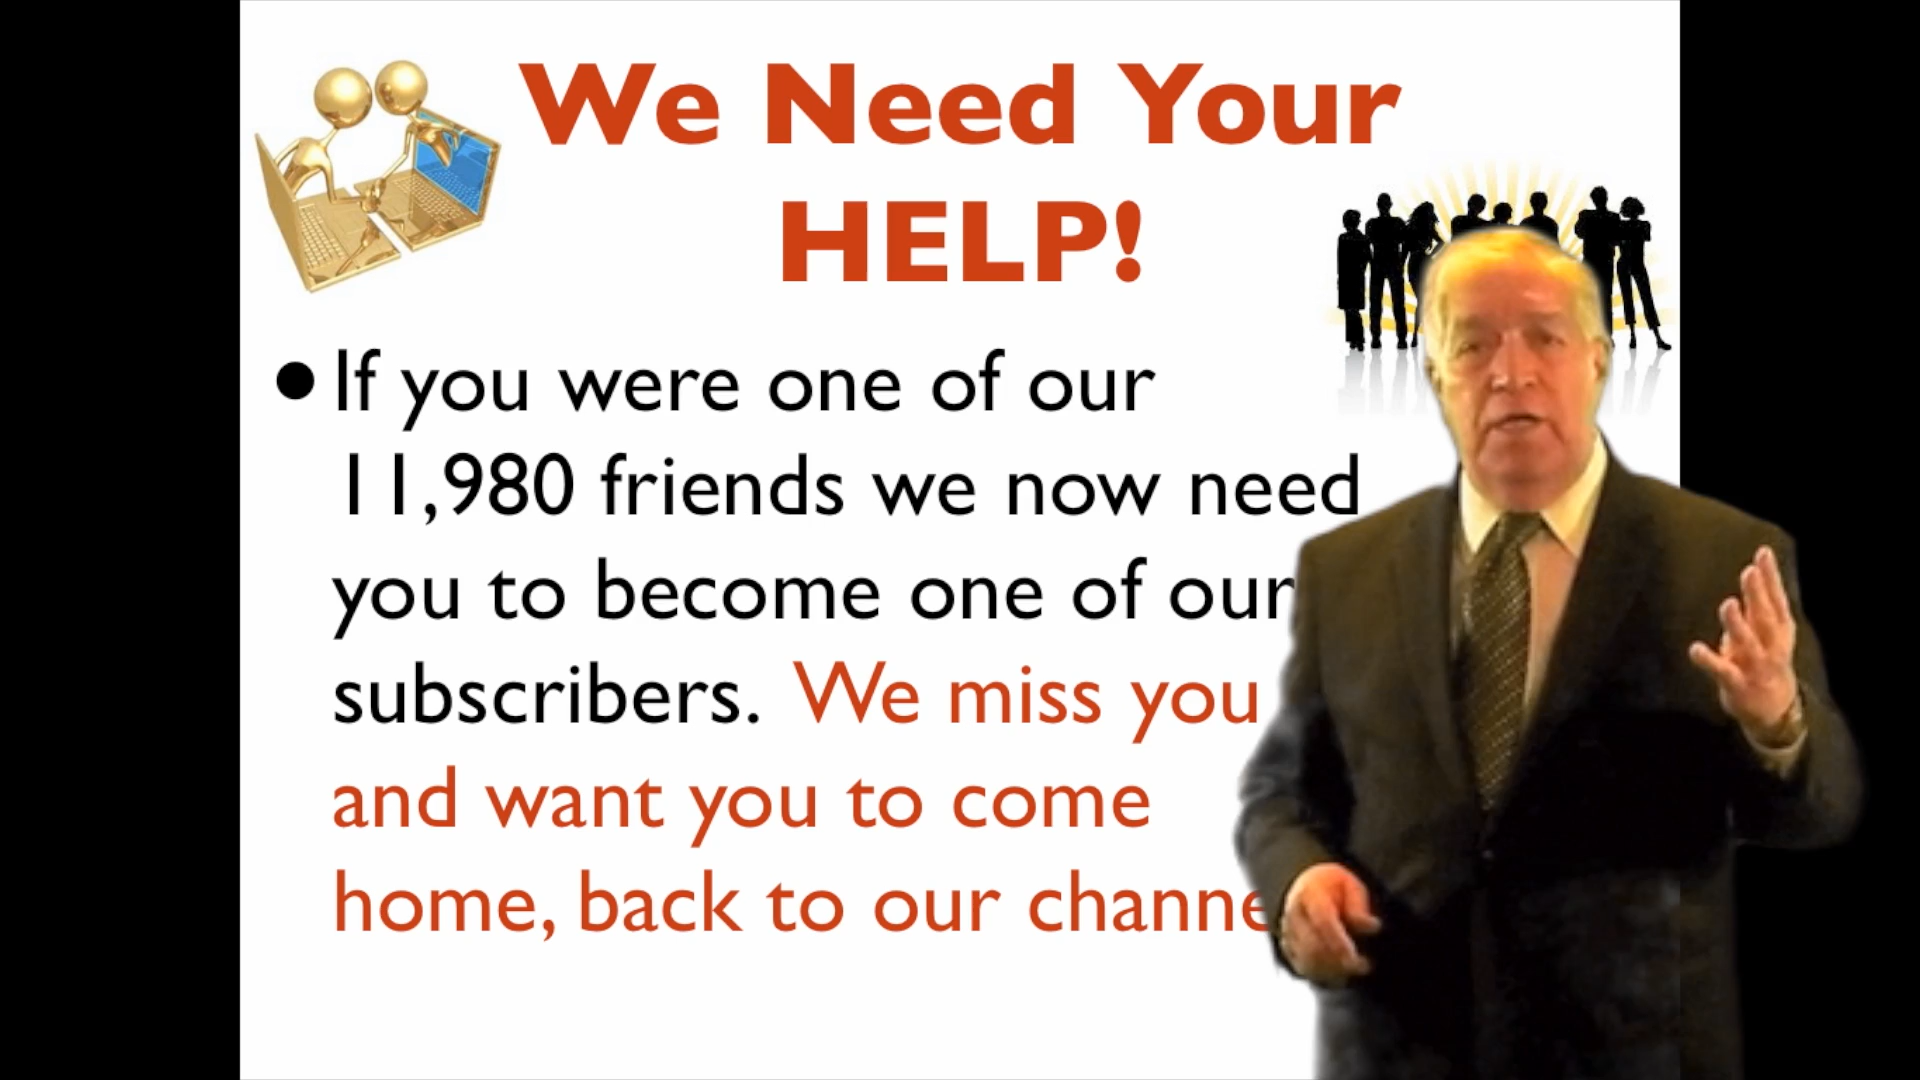 We Need Your
HELP!
• If you were one of our
11,980 friends we now need
you to become one of our
subscribers. We miss you
and want you to come
home, back to our channe